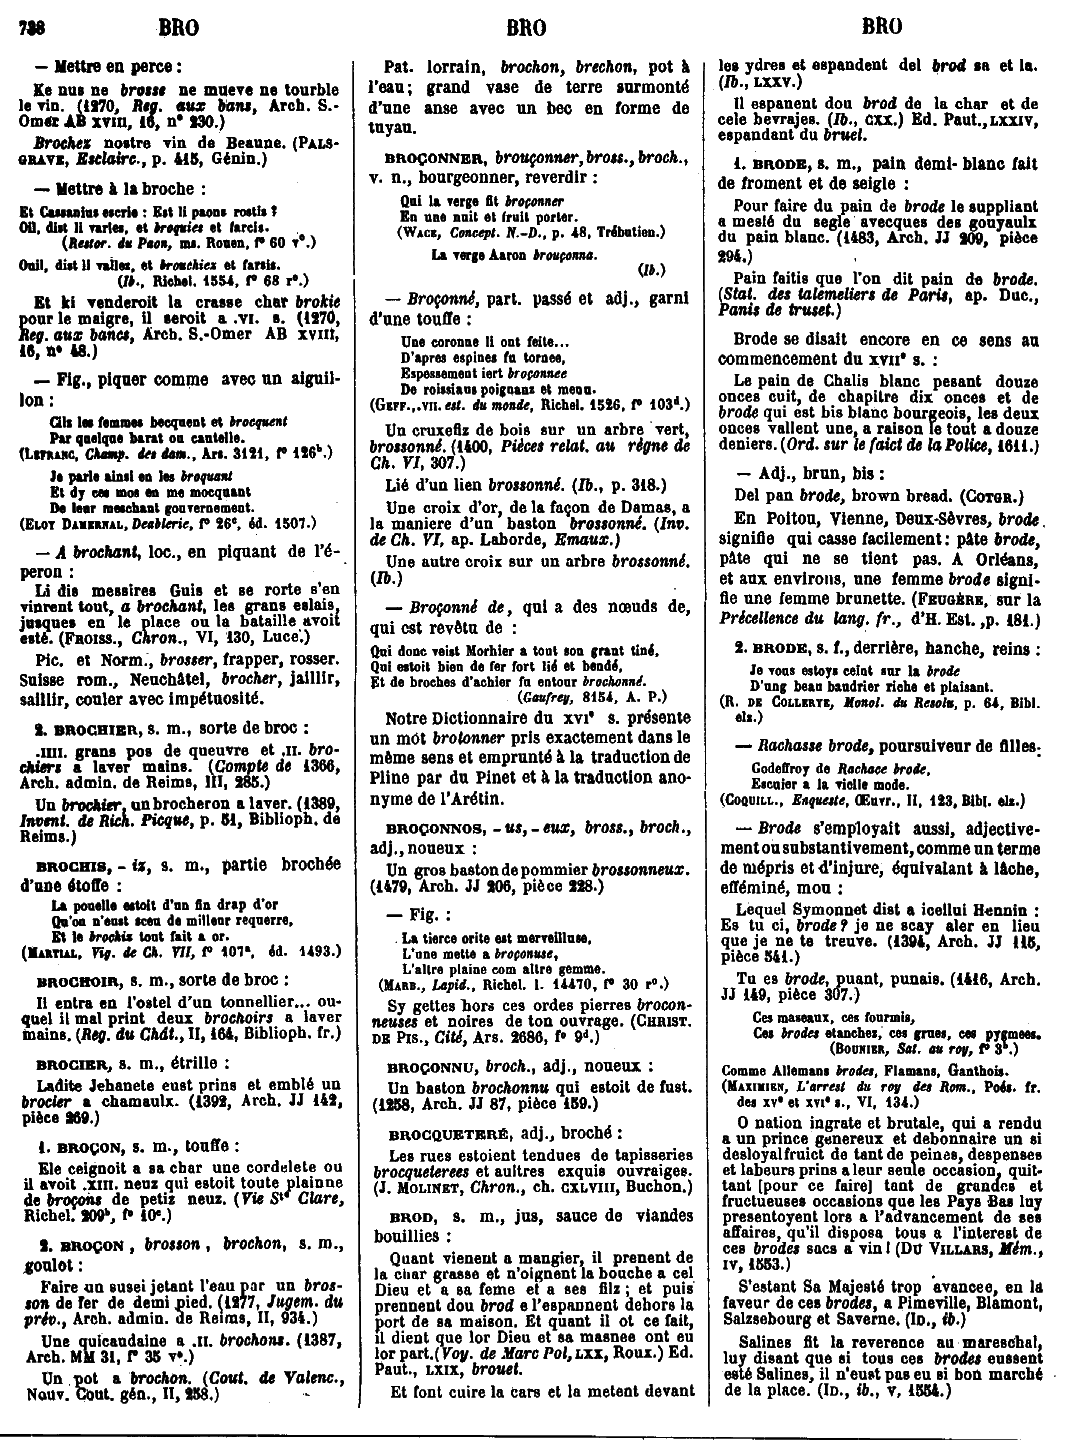 738 BRO BRO BRO
— Mettre en perce :
Ke nus ne brosse ne mueve ne tourble
le vin. (1270, Reg. aux bans, Arch. S.-
Omer AB XVIII, 16, n° 230.)
Brochez nostre vin de Beaune. (PALS-
GRAVE, Esclairc., p. 415, Génin.)
— Mettre à la broche :
Et Cassanius escrie : Est il paons rostis ?
Oïl, dist li varles, et broquies et farcis.
(Restor. du Paon, ms. Rouen, f° 60 v°.)
Ouil, dist li vallez, et brouchiez et farsis.
(Ib., Richel. 1554, f° 68 r°.)
Et ki venderoit la crasse char brokie
pour le maigre, il seroit a .VI. s. (1270,
Reg. aux bancs, Arch. S.-Omer AB XVIII,
16, n° 48.)
— Fig., piquer comme avec un aiguil-
lon :
Cils les femmes becquent et brocquent
Par quelque barat ou cautelle.
(LEFRANC, Champ. des dam., Ars. 3121, f° 126ᵇ.)
Je parle ainsi en les broquant
Et dy ces mos en me mocquant
De leur meschant gouvernement.
(ELOY DAMERNAL, Deablerie, f° 26ᶜ, éd. 1507.)
— A brochant, loc., en piquant de l'é-
peron :
Li dis messires Guis et se rorte s'en
vinrent tout, a brochant, les grans eslais,
jusques en le place ou la bataille avoit
esté. (FROISS., Chron., VI, 130, Luce.)
Pic. et Norm., brosser, frapper, rosser.
Suisse rom., Neuchâtel, brocher, jaillir,
saillir, couler avec impétuosité.
2. BROCHIER, s. m., sorte de broc :
.IIII. grans pos de queuvre et .II. bro-
chiers a laver mains. (Compte de 1366,
Arch. admin. de Reims, III, 285.)
Un brochier, un brocheron a laver. (1389,
Invent. de Rich. Picque, p. 51, Biblioph. de
Reims.)
BROCHIS, - iz, s. m., partie brochée
d'une étoffe :
La pouelle estoit d'un fin drap d'or
Qu'on n'eust sceu de milleur requerre,
Et le brochis tout fait a or.
(MARTIAL, Vig. de Ch. VII, f° 107ᵃ, éd. 1493.)
BROCHOIR, s. m., sorte de broc :
Il entra en l'ostel d'un tonnellier... ou-
quel il mal print deux brochoirs a laver
mains. (Reg. du Chât., II, 164, Biblioph. fr.)
BROCIER, s. m., étrille :
Ladite Jehanete eust prins et emblé un
brocier a chamaulx. (1392, Arch. JJ 142,
pièce 269.)
1. BROÇON, s. m., touffe :
Ele ceignoit a sa char une cordelete ou
il avoit .XIII. neuz qui estoit toute plainne
de broçons de petiz neuz. (Vie Sᵗᵉ Clare,
Richel. 209ᵇ, f° 10ᶜ.)
2. BROÇON, brosson, brochon, s. m.,
goulot :
Faire un susei jetant l'eau par un bros-
son de fer de demi pied. (1277, Jugem. du
prév., Arch. admin. de Reims, II, 934.)
Une quicaudaine a .II. brochons. (1387,
Arch. MM 31, f° 35 v°.)
Un pot a brochon. (Cout. de Valenc.,
Nouv. Cout. gén., II, 258.)
Pat. lorrain, brochon, brechon, pot à
l'eau; grand vase de terre surmonté
d'une anse avec un bec en forme de
tuyau.
BROÇONNER, brouçonner, bross., broch.,
v. n., bourgeonner, reverdir :
Qui la verge fit broçonner
En une nuit et fruit porter.
(WACE, Concept. N.-D., p. 48, Trébutien.)
La verge Aaron brouçonna.
(Ib.)
— Broçonné, part. passé et adj., garni
d'une touffe :
Une coronne li ont feite...
D'apres espines fu tornee,
Espessement iert broçonnee
De roissians poignanz et menu.
(GEFF., .VII. est. du monde, Richel. 1526, f° 103ᵈ.)
Un cruxefiz de bois sur un arbre vert,
brossonné. (1400, Pièces relat. au règne de
Ch. VI, 307.)
Lié d'un lien brossonné. (Ib., p. 318.)
Une croix d'or, de la façon de Damas, a
la maniere d'un baston brossonné. (Inv.
de Ch. VI, ap. Laborde, Emaux.)
Une autre croix sur un arbre brossonné.
(Ib.)
— Broçonné de, qui a des nœuds de,
qui est revêtu de :
Qui donc veist Morhier a tout son grant tiné,
Qui estoit bien de fer fort lié et bendé,
Et de broches d'achier fu entour brochonné.
(Gaufrey, 8154, A. P.)
Notre Dictionnaire du XVIᵉ s. présente
un mot brotonner pris exactement dans le
même sens et emprunté à la traduction de
Pline par du Pinet et à la traduction ano-
nyme de l'Arétin.
BROÇONNOS, - us, - eux, bross., broch.,
adj., noueux :
Un gros baston de pommier brossonneux.
(1479, Arch. JJ 206, pièce 228.)
— Fig. :
La tierce orite est merveilluse,
L'une mette a broçonuse,
L'altre plaine com altre gemme.
(MARB., Lapid., Richel. l. 14470, f° 30 r°.)
Sy gettes hors ces ordes pierres brocon-
neuses et noires de ton ouvrage. (CHRIST.
DE PIS., Cité, Ars. 2686, f° 9ᵈ.)
BROÇONNU, broch., adj., noueux :
Un baston brochonnu qui estoit de fust.
(1258, Arch. JJ 87, pièce 159.)
BROCQUETERÉ, adj., broché :
Les rues estoient tendues de tapisseries
brocqueterees et aultres exquis ouvraiges.
(J. MOLINET, Chron., ch. CXLVIII, Buchon.)
BROD, s. m., jus, sauce de viandes
bouillies :
Quant vienent a mangier, il prenent de
la char grasse et n'oignent la bouche a cel
Dieu et a sa feme et a ses filz ; et puis
prennent dou brod e l'espannent dehors la
port de sa maison. Et quant il ot ce fait,
il dient que lor Dieu et sa masnee ont eu
lor part. (Voy. de Marc Pol, LXX, Roux.) Ed.
Paut., LXIX, brouet.
Et font cuire la cars et la metent devant
les ydres et espandent del brod sa et la.
(Ib., LXXV.)
Il espanent dou brod de la char et de
cele bevrajes. (Ib., CXX.) Ed. Paut., LXXIV,
espandant du bruel.
1. BRODE, s. m., pain demi-blanc fait
de froment et de seigle :
Pour faire du pain de brode le suppliant
a meslé du segle avecques des gouyaulx
du pain blanc. (1483, Arch. JJ 209, pièce
294.)
Pain faitis que l'on dit pain de brode.
(Stat. des talemeliers de Paris, ap. Duc.,
Panis de truset.)
Brode se disait encore en ce sens au
commencement du XVIIᵉ s. :
Le pain de Chalis blanc pesant douze
onces cuit, de chapitre dix onces et de
brode qui est bis blanc bourgeois, les deux
onces vallent une, a raison le tout a douze
deniers. (Ord. sur le faict de la Police, 1611.)
— Adj., brun, bis :
Del pan brode, brown bread. (COTGR.)
En Poitou, Vienne, Deux-Sèvres, brode
signifie qui casse facilement : pâte brode,
pâte qui ne se tient pas. A Orléans,
et aux environs, une femme brode signi-
fie une femme brunette. (FEUGÈRE, sur la
Précellence du lang. fr., d'H. Est., p. 181.)
2. BRODE, s. f., derrière, hanche, reins :
Je vous estoys ceint sur la brode
D'ung beau bandrier riche et plaisant.
(R. DE COLLERYE, Monol. du Resolu, p. 64, Bibl.
elz.)
— Rachasse brode, poursuiveur de filles:
Godeffroy de Rachace brode,
Escuier a la vieille mode.
(COQUILL., Enqueste, Œuvr., II, 123, Bibl. elz.)
— Brode s'employait aussi, adjective-
ment ou substantivement, comme un terme
de mépris et d'injure, équivalant à lâche,
efféminé, mou :
Lequel Symonnet dist a icellui Hennin :
Es tu ci, brode ? je ne scay aler en lieu
que je ne te treuve. (1394, Arch. JJ 115,
pièce 541.)
Tu es brode, puant, punais. (1416, Arch.
JJ 149, pièce 307.)
Ces maseaux, ces fourmis,
Ces brodes etanchez, ces grues, ces pygmees.
(BOUNIER, Sat. au roy, f° 3ᵇ.)
Comme Allemans brodes, Flamans, Ganthois.
(MAXIMIEN, L'arrest du roy des Rom., Poés. fr.
des XVᵉ et XVIᵉ s., VI, 134.)
O nation ingrate et brutale, qui a rendu
a un prince genereux et debonnaire un si
desloyal fruict de tant de peines, despenses
et labeurs prins a leur seule occasion, quit-
tant [pour ce faire] tant de grandes et
fructueuses occasions que les Pays Bas luy
presentoyent lors a l'advancement de ses
affaires, qu'il disposa tous a l'interest de
ces brodes sacs a vin ! (DU VILLARS, Mém.,
IV, 1553.)
S'estant Sa Majesté trop avancee, en la
faveur de ces brodes, a Pimeville, Blamont,
Salzsebourg et Saverne. (ID., ib.)
Salines fit la reverence au mareschal,
luy disant que si tous ces brodes eussent
esté Salines, il n'eust pas eu si bon marché
de la place. (ID., ib., V, 1554.)